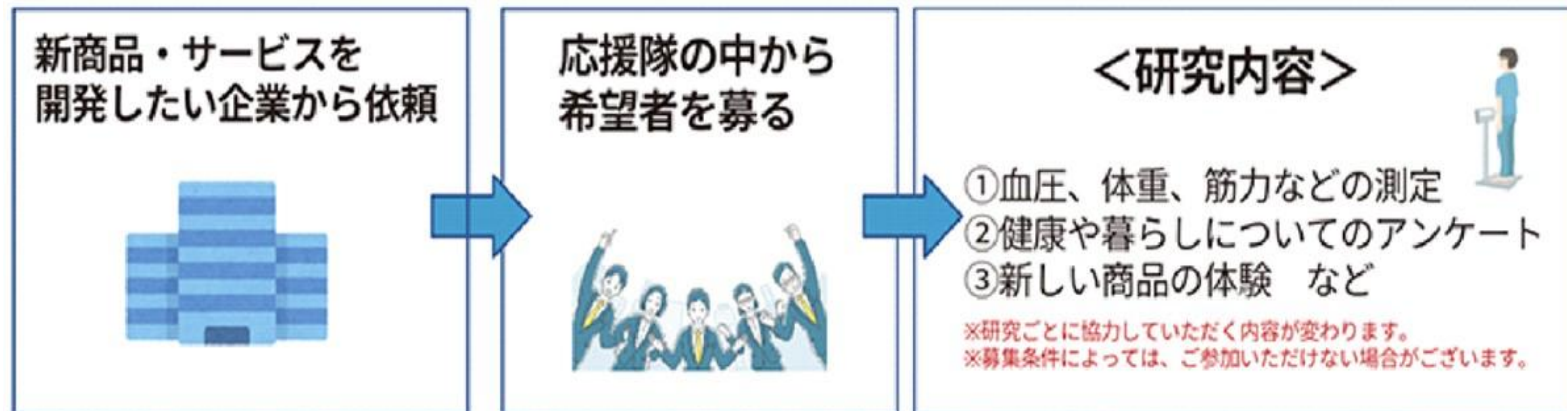 新商品・サービスを
開発したい企業から依頼
応援隊の中から
希望者を募る
＜研究内容＞
①血圧、体重、筋力などの測定
②健康や暮らしについてのアンケート
③新しい商品の体験　など
※研究ごとに協力していただく内容が変わります。
※募集条件によっては、ご参加いただけない場合がございます。